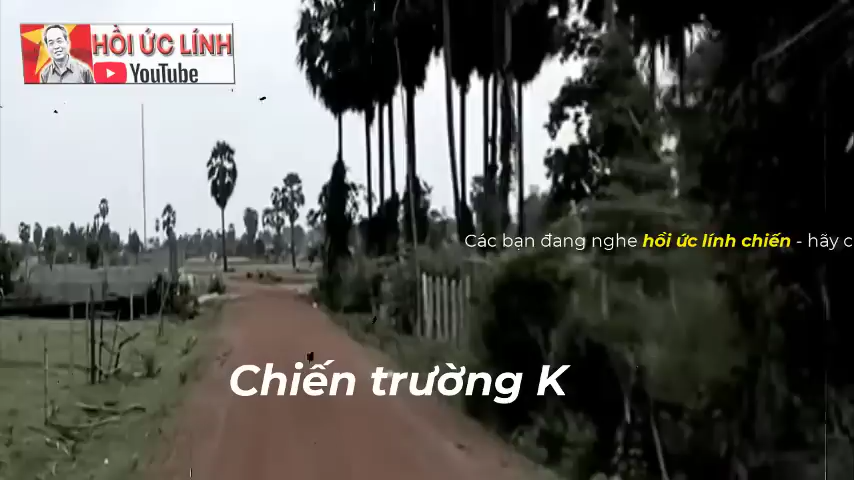 HỒI ỨC LÍNH
YouTube
Các bạn đang nghe hồi ức lính chiến - hãy c
Chiến trường K